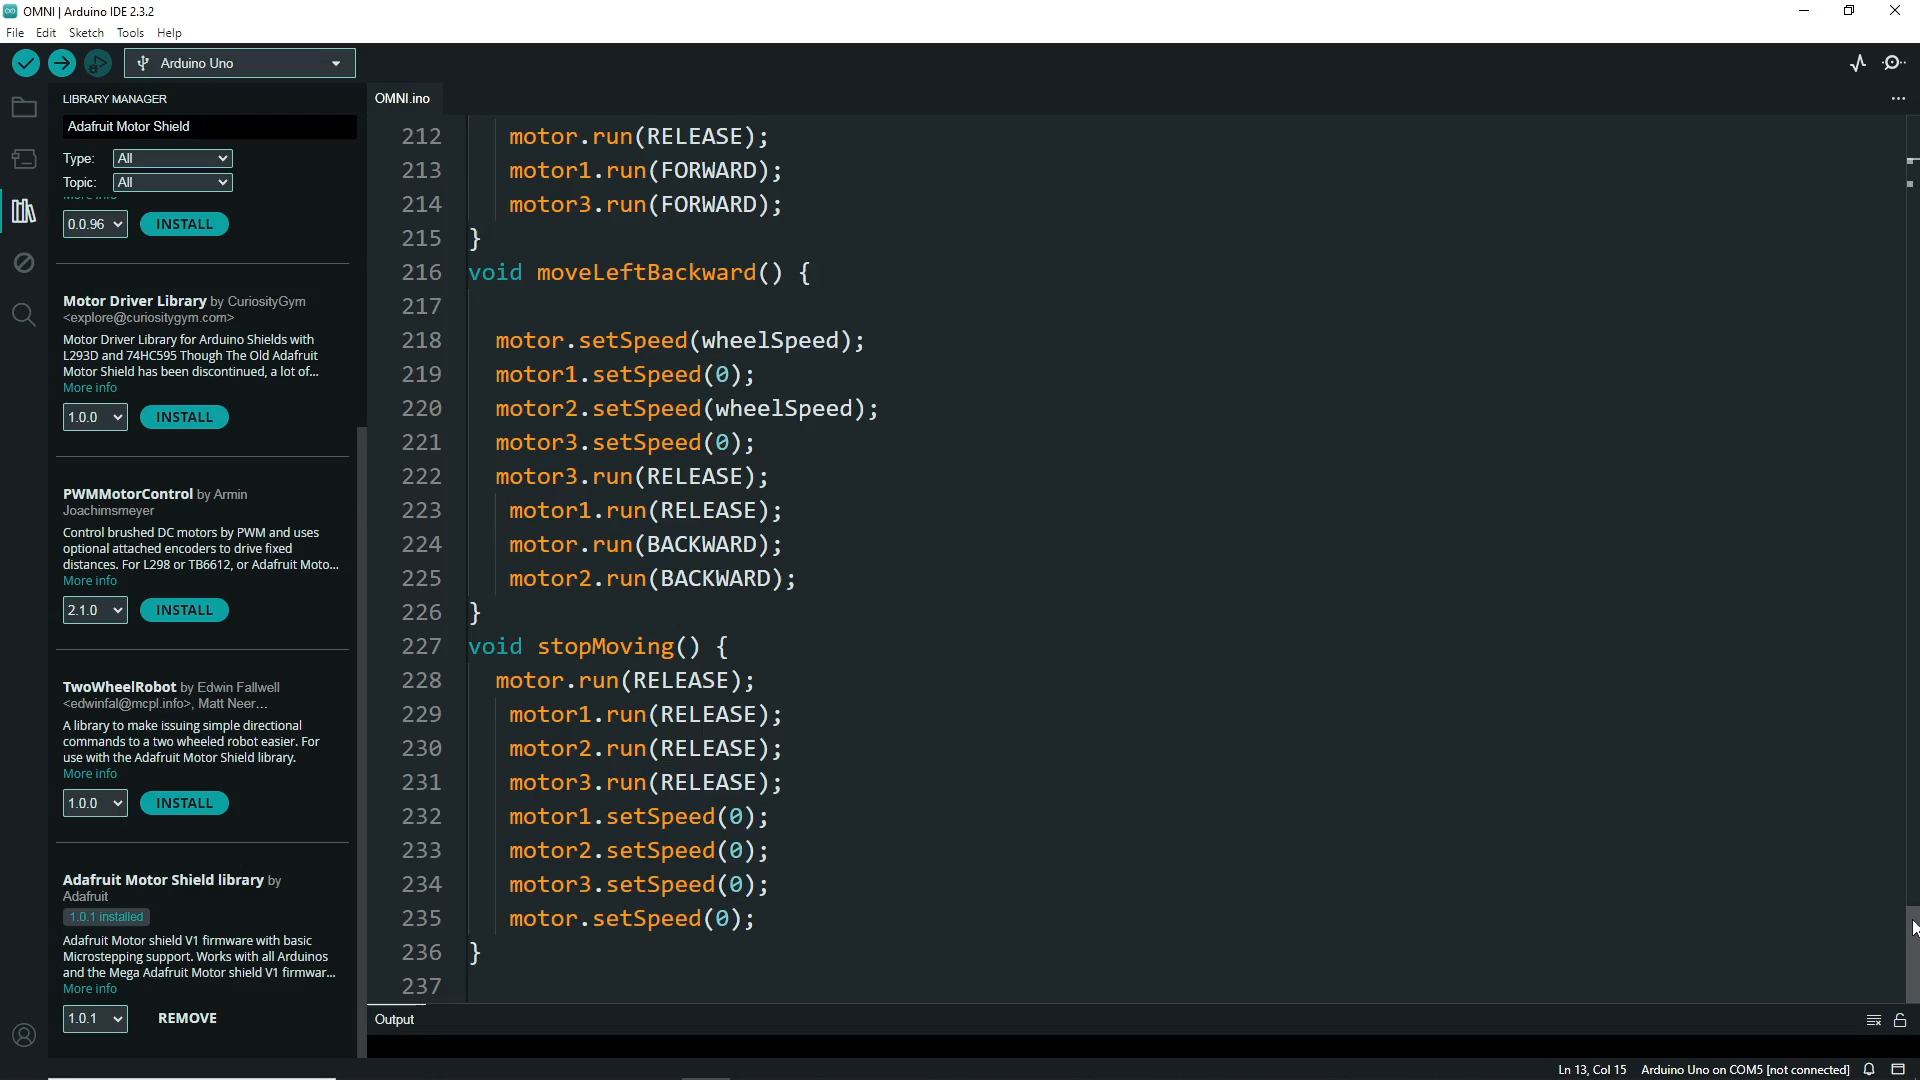 OMNI | Arduino IDE 2.3.2
File Edit Sketch Tools Help
Arduino Uno
LIBRARY MANAGER
Adafruit Motor Shield
Type: All
Topic: All
0.0.96 INSTALL
Motor Driver Library by CuriosityGym
<explore@curiositygym.com>
Motor Driver Library for Arduino Shields with
L293D and 74HC595 Though The Old Adafruit
Motor Shield has been discontinued, a lot of...
More info
1.0.0 INSTALL
PWMMotorControl by Armin
Joachimsmeyer
Control brushed DC motors by PWM and uses
optional attached encoders to drive fixed
distances. For L298 or TB6612, or Adafruit Moto...
More info
2.1.0 INSTALL
TwoWheelRobot by Edwin Fallwell
<edwinfal@mcpl.info>, Matt Neer...
A library to make issuing simple directional
commands to a two wheeled robot easier. For
use with the Adafruit Motor Shield library.
More info
1.0.0 INSTALL
Adafruit Motor Shield library by
Adafruit
1.0.1 installed
Adafruit Motor shield V1 firmware with basic
Microstepping support. Works with all Arduinos
and the Mega Adafruit Motor shield V1 firmwar...
More info
1.0.1 REMOVE
OMNI.ino
212 motor.run(RELEASE);
213 motor1.run(FORWARD);
214 motor3.run(FORWARD);
215 }
216 void moveLeftBackward() {
217
218 motor.setSpeed(wheelSpeed);
219 motor1.setSpeed(0);
220 motor2.setSpeed(wheelSpeed);
221 motor3.setSpeed(0);
222 motor3.run(RELEASE);
223 motor1.run(RELEASE);
224 motor.run(BACKWARD);
225 motor2.run(BACKWARD);
226 }
227 void stopMoving() {
228 motor.run(RELEASE);
229 motor1.run(RELEASE);
230 motor2.run(RELEASE);
231 motor3.run(RELEASE);
232 motor1.setSpeed(0);
233 motor2.setSpeed(0);
234 motor3.setSpeed(0);
235 motor.setSpeed(0);
236 }
237
Output
Ln 13, Col 15 Arduino Uno on COM5 [not connected]